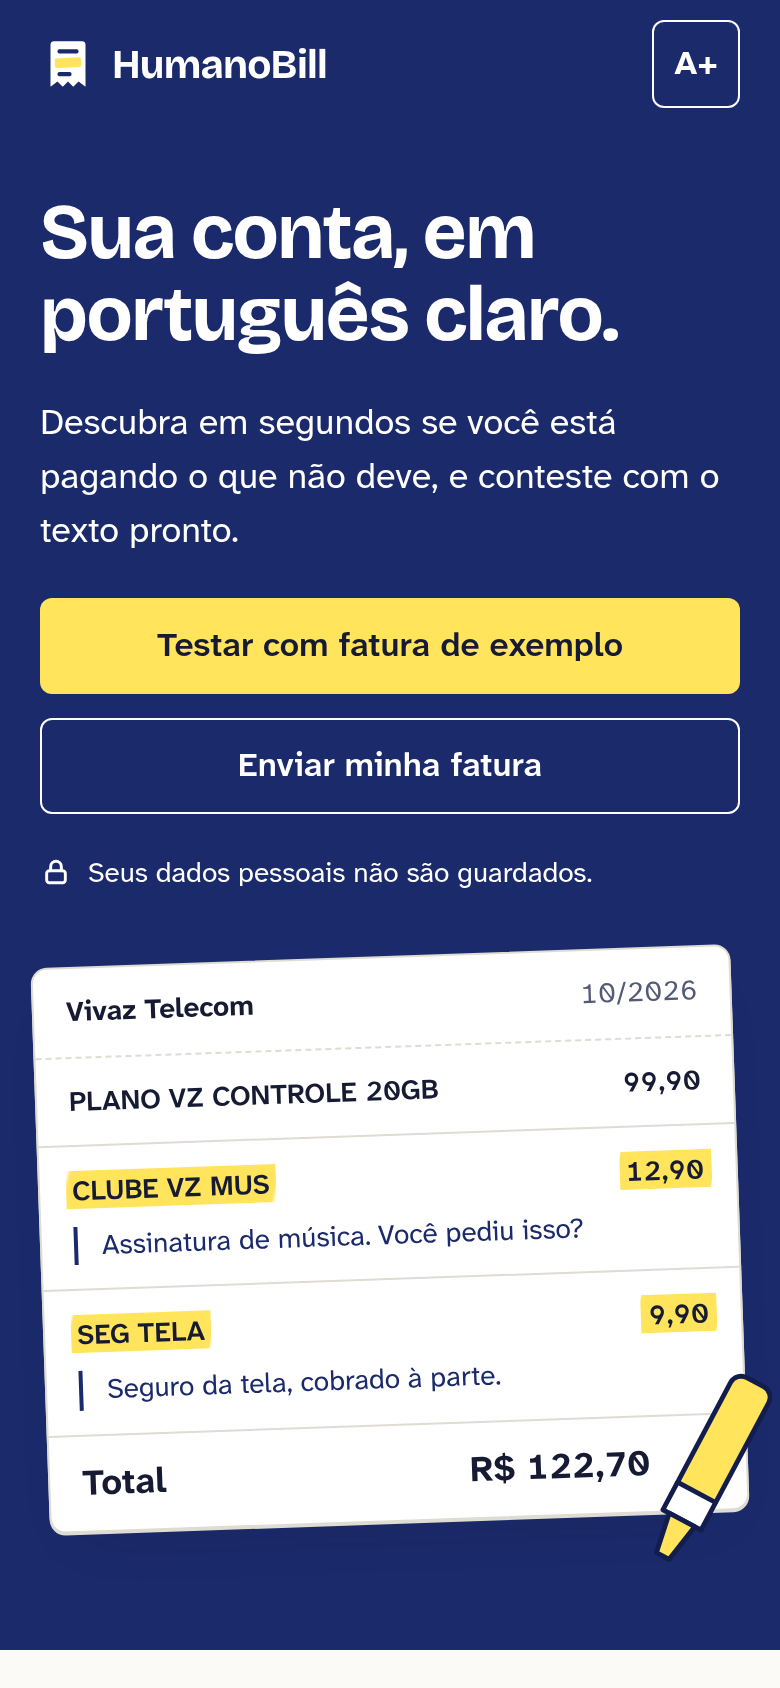 HumanoBill
A+
Sua conta, em
português claro.
Descubra em segundos se você está
pagando o que não deve, e conteste com o
texto pronto.
Testar com fatura de exemplo
Enviar minha fatura
Seus dados pessoais não são guardados.
Vivaz Telecom 10/2026
PLANO VZ CONTROLE 20GB 99,90
CLUBE VZ MUS 12,90
Assinatura de música. Você pediu isso?
SEG TELA 9,90
Seguro da tela, cobrado à parte.
Total R$ 122,70